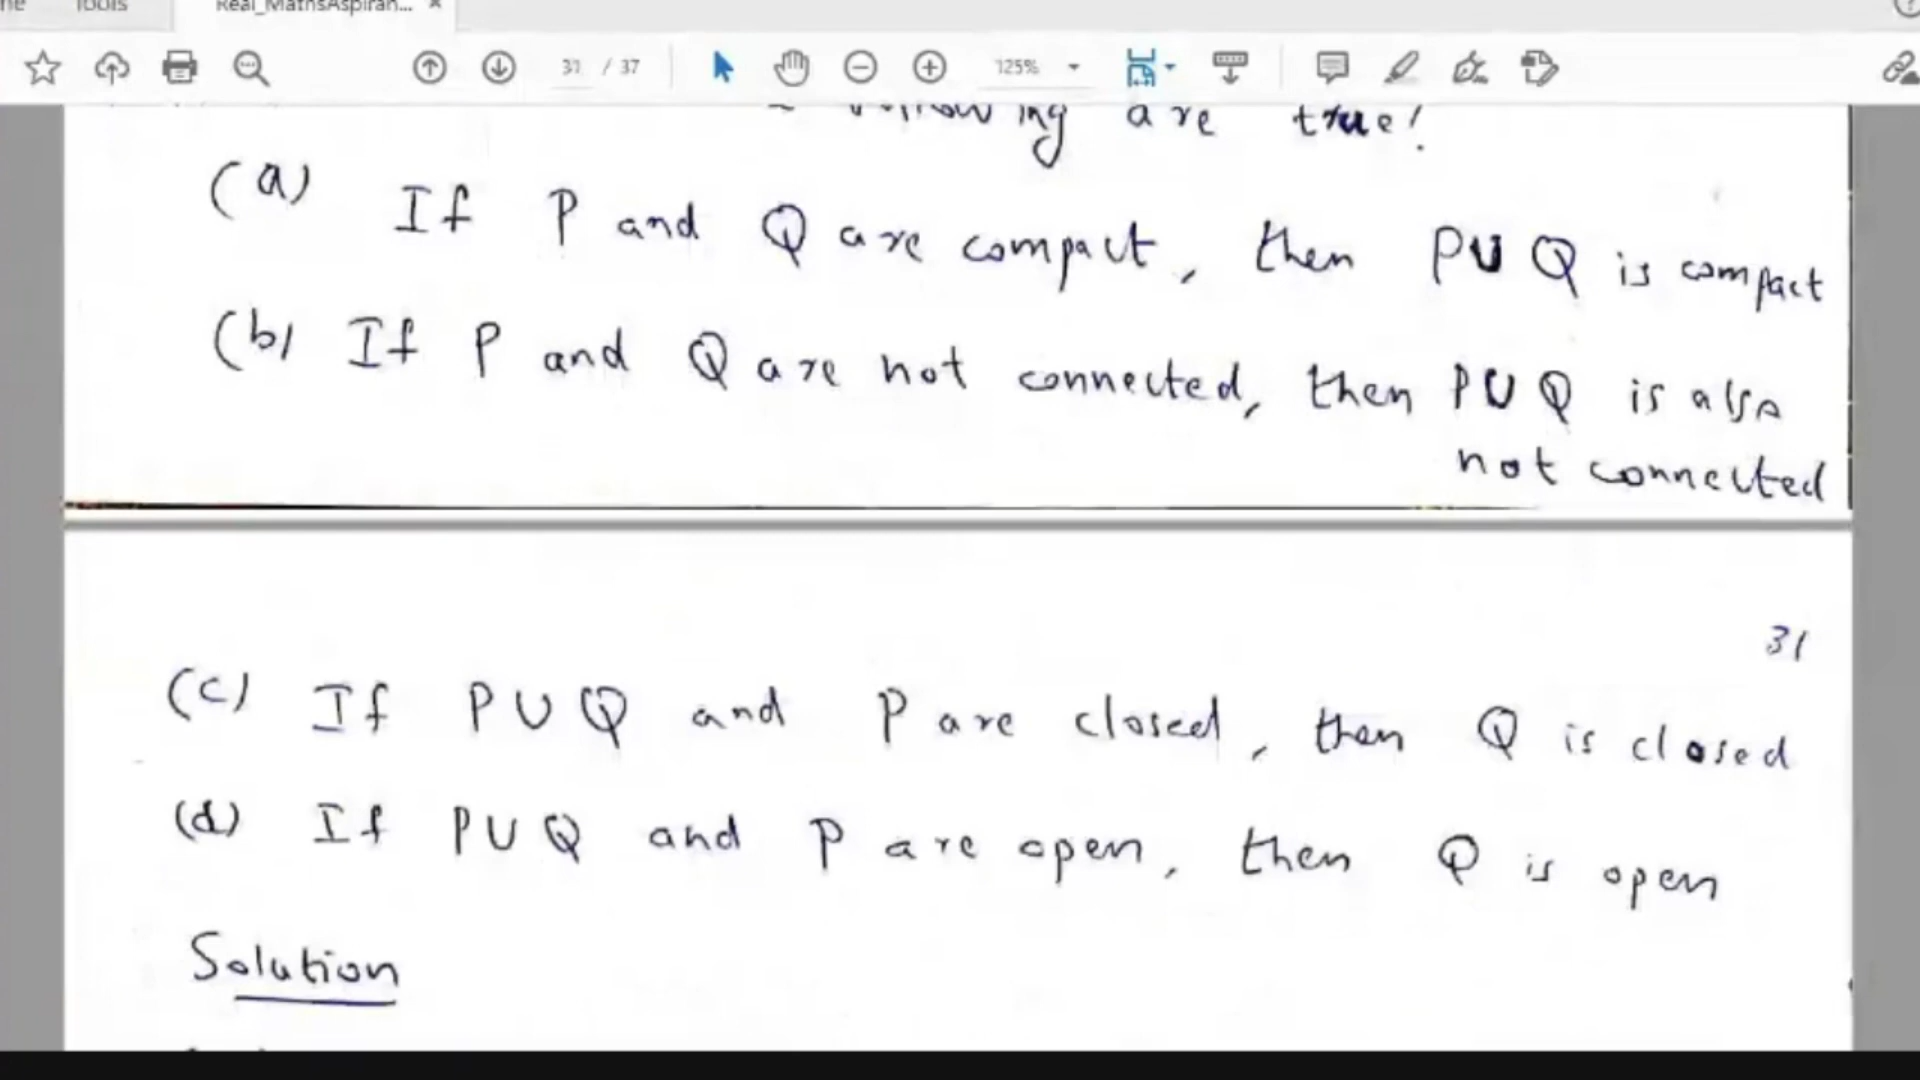 Tools
Real_MathsAspiran... ×
31 / 37
125%
following are true!
(a) If P and Q are compact, then P∪Q is compact
(b) If P and Q are not connected, then P∪Q is also
not connected
31
(c) If P∪Q and P are closed, then Q is closed
(d) If P∪Q and P are open, then Q is open
Solution